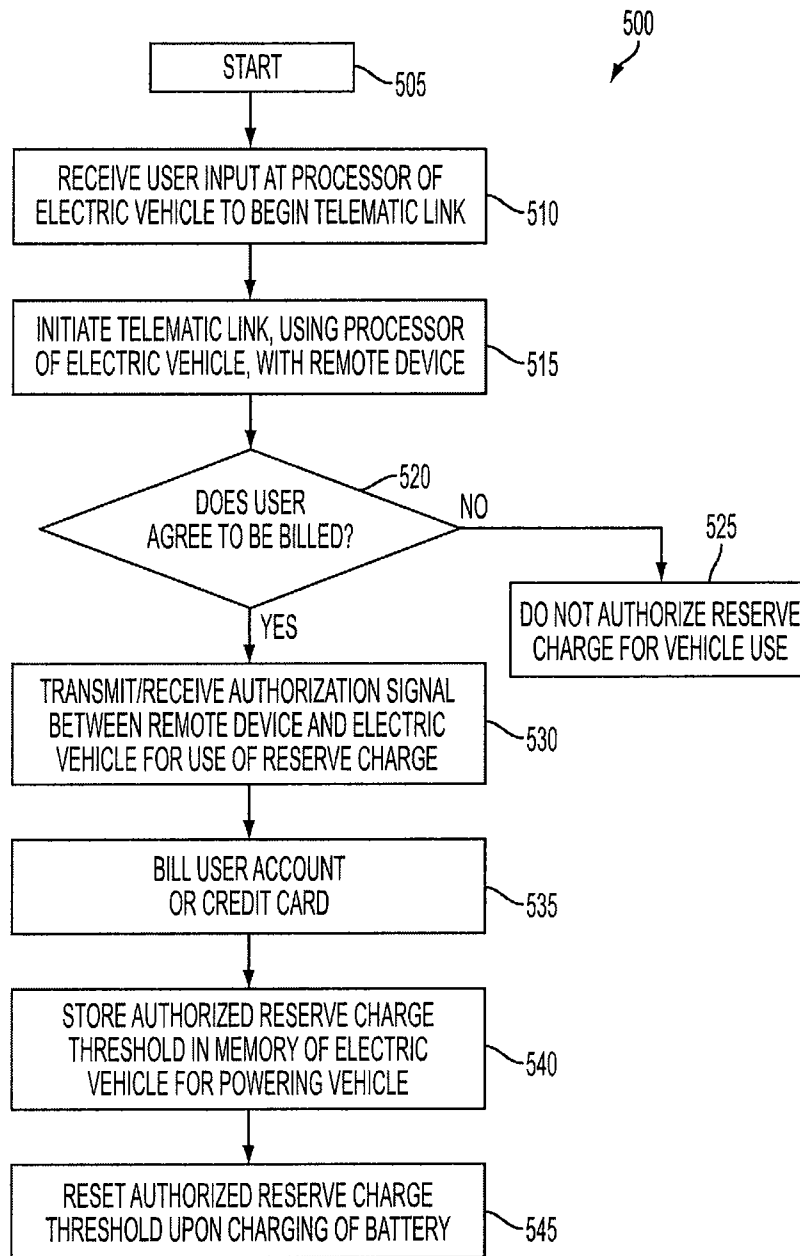 500
START
505
RECEIVE USER INPUT AT PROCESSOR OF
ELECTRIC VEHICLE TO BEGIN TELEMATIC LINK
510
INITIATE TELEMATIC LINK, USING PROCESSOR
OF ELECTRIC VEHICLE, WITH REMOTE DEVICE
515
520
DOES USER
AGREE TO BE BILLED?
NO
525
DO NOT AUTHORIZE RESERVE
CHARGE FOR VEHICLE USE
YES
TRANSMIT/RECEIVE AUTHORIZATION SIGNAL
BETWEEN REMOTE DEVICE AND ELECTRIC
VEHICLE FOR USE OF RESERVE CHARGE
530
BILL USER ACCOUNT
OR CREDIT CARD
535
STORE AUTHORIZED RESERVE CHARGE
THRESHOLD IN MEMORY OF ELECTRIC
VEHICLE FOR POWERING VEHICLE
540
RESET AUTHORIZED RESERVE CHARGE
THRESHOLD UPON CHARGING OF BATTERY
545